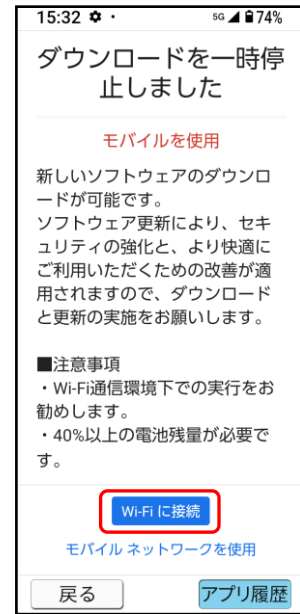 15:32 5G 74%
ダウンロードを一時停
止しました
モバイルを使用
新しいソフトウェアのダウンロ
ードが可能です。
ソフトウェア更新により、セキ
ュリティの強化と、より快適に
ご利用いただくための改善が適
用されますので、ダウンロード
と更新の実施をお願いします。
■注意事項
・Wi-Fi通信環境下での実行をお
勧めします。
・40%以上の電池残量が必要で
す。
Wi-Fi に接続
モバイル ネットワークを使用
戻る アプリ履歴